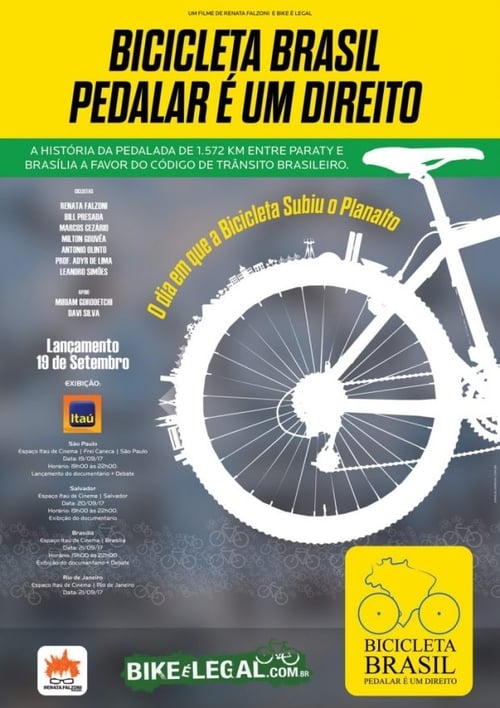 UM FILME DE RENATA FALZONI E BIKE É LEGAL
BICICLETA BRASIL
PEDALAR É UM DIREITO
A HISTÓRIA DA PEDALADA DE 1.572 KM ENTRE PARATY E
BRASÍLIA A FAVOR DO CÓDIGO DE TRÂNSITO BRASILEIRO.
CICLISTAS
RENATA FALZONI
BILL PRESADA
MARCOS CEZÁRIO
MILTON GOUVÊA
ANTONIO OLINTO
PROF. ADYR DE LIMA
LEANDRO SIMÕES
APOIO
MIRIAM GORODETCHI
DAVI SILVA
O dia em que a Bicicleta Subiu o Planalto
Lançamento
19 de Setembro
EXIBIÇÃO:
Itaú
São Paulo
Espaço Itaú de Cinema | Frei Caneca | São Paulo
Data: 19/09/17
Horário: 19h00 às 22h00.
Lançamento do documentário + Debate
Salvador
Espaço Itaú de Cinema | Salvador
Data: 20/09/17
Horário: 19h00 às 22h00.
Exibição do documentário
Brasília
Espaço Itaú de Cinema | Brasília
Data: 21/09/17
Horário: 19h00 às 22h00
Exibição do documentário + Debate
Rio de Janeiro
Espaço Itaú de Cinema | Rio de Janeiro
Data: 21/09/17
RENATA FALZONI
BIKE É LEGAL.COM.BR
BICICLETA
BRASIL
PEDALAR É UM DIREITO